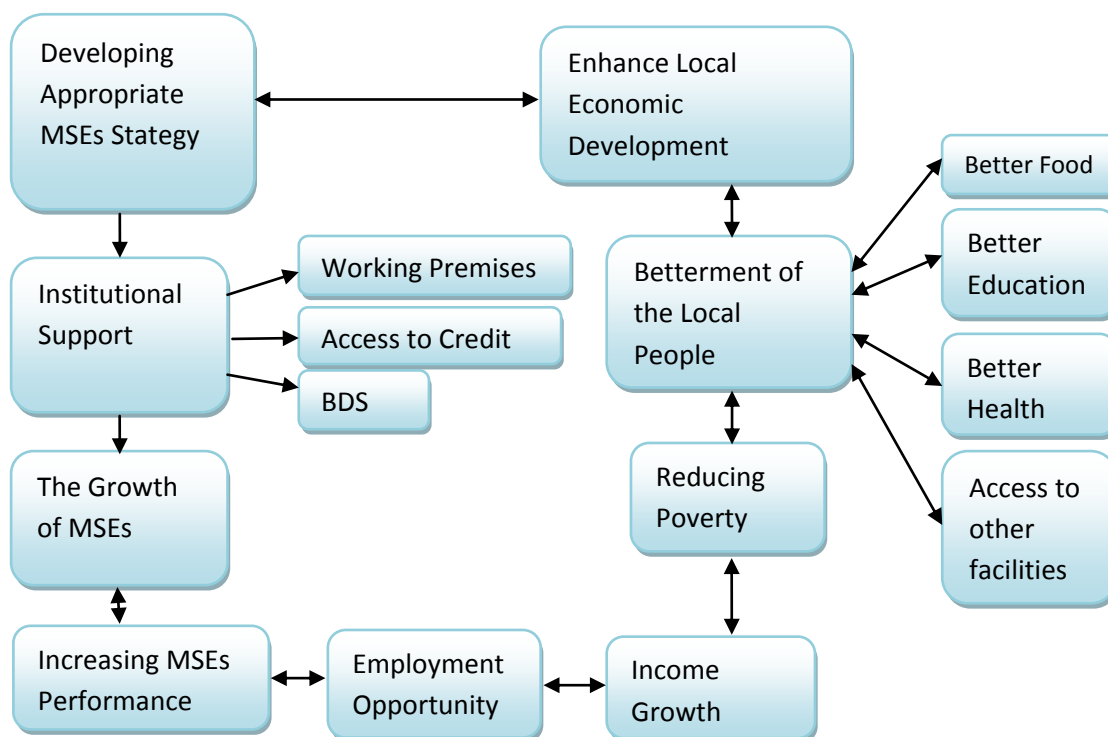 Developing
Appropriate
MSEs Stategy
Enhance Local
Economic
Development
Better Food
Better
Education
Working Premises
Betterment of
the Local
People
Institutional
Support
Access to Credit
Better
Health
BDS
The Growth
of MSEs
Reducing
Poverty
Access to
other
facilities
Increasing MSEs
Performance
Employment
Opportunity
Income
Growth